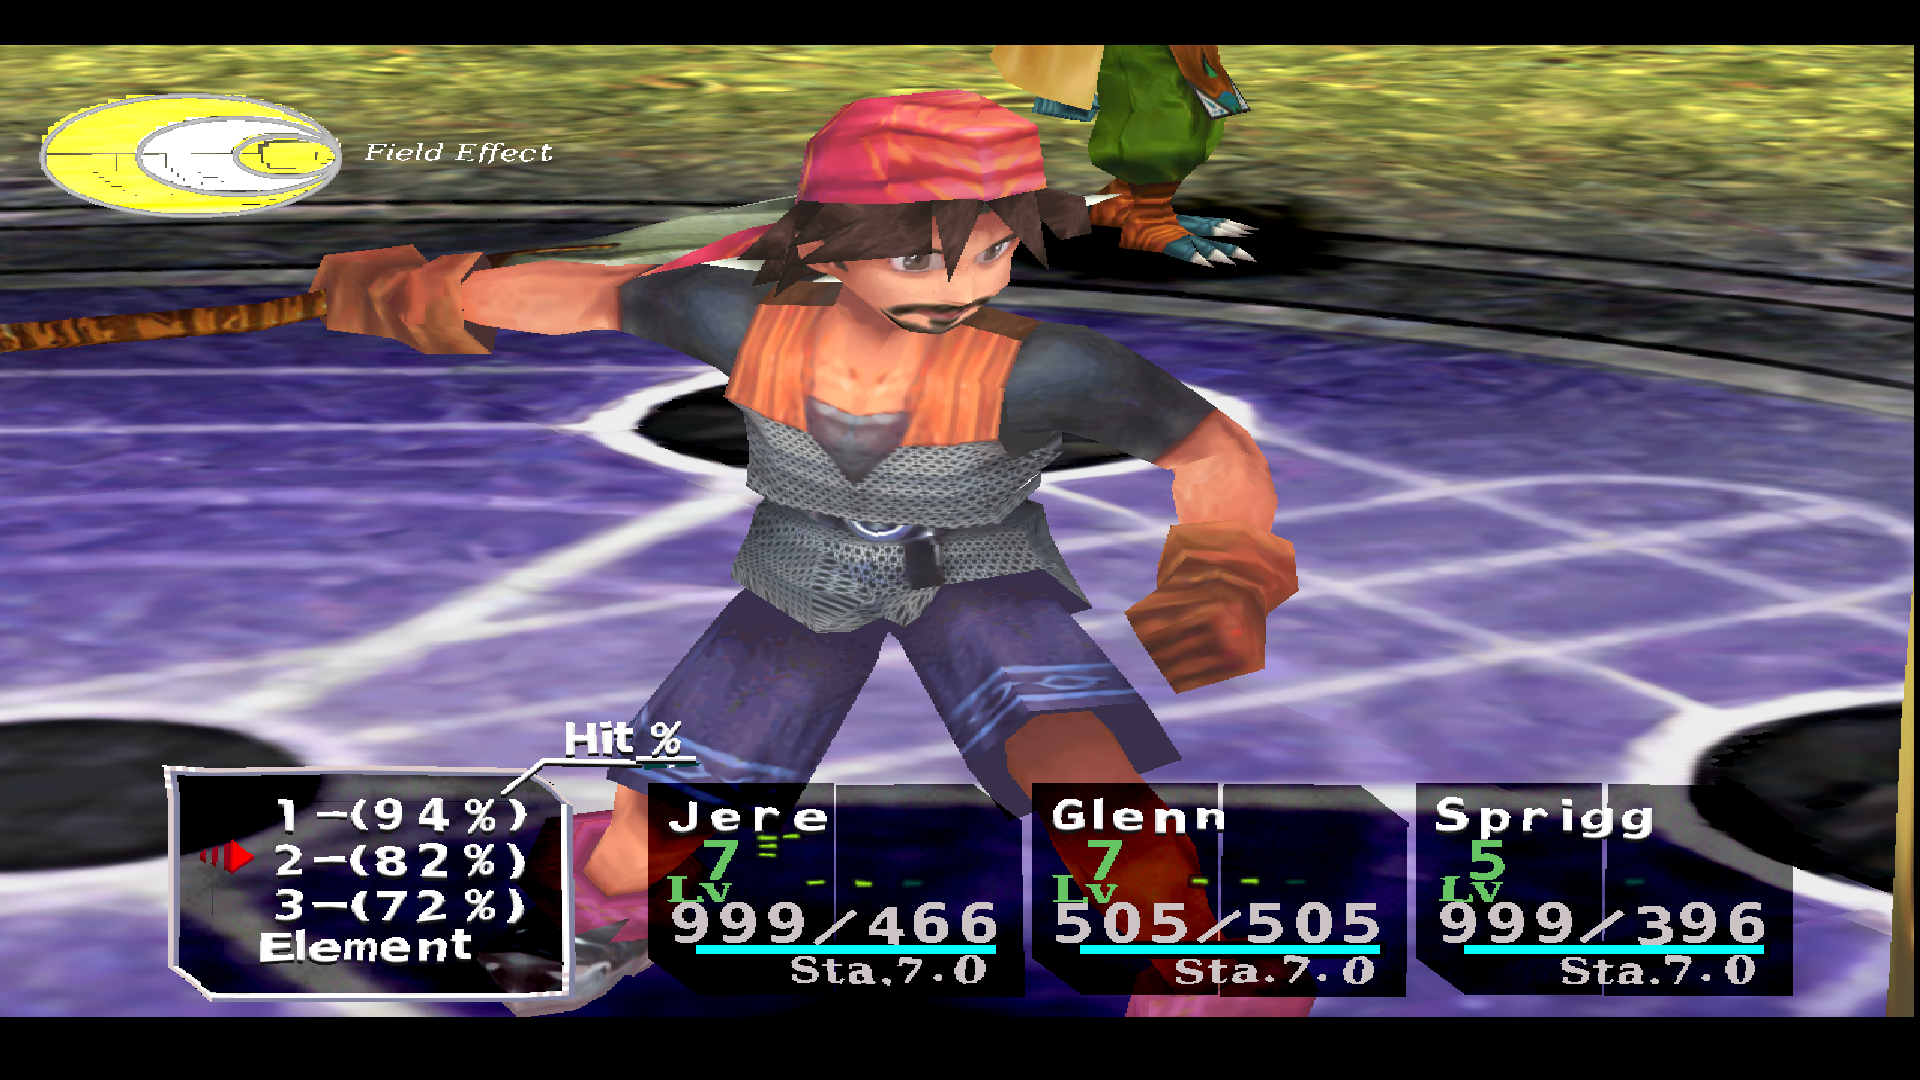 Field Effect
Hit %
1-(94%)
2-(82%)
3-(72%)
Element
Jere
7
Lv
999/466
Sta.7.0
Glenn
7
Lv
505/505
Sta.7.0
Sprigg
5
Lv
999/396
Sta.7.0